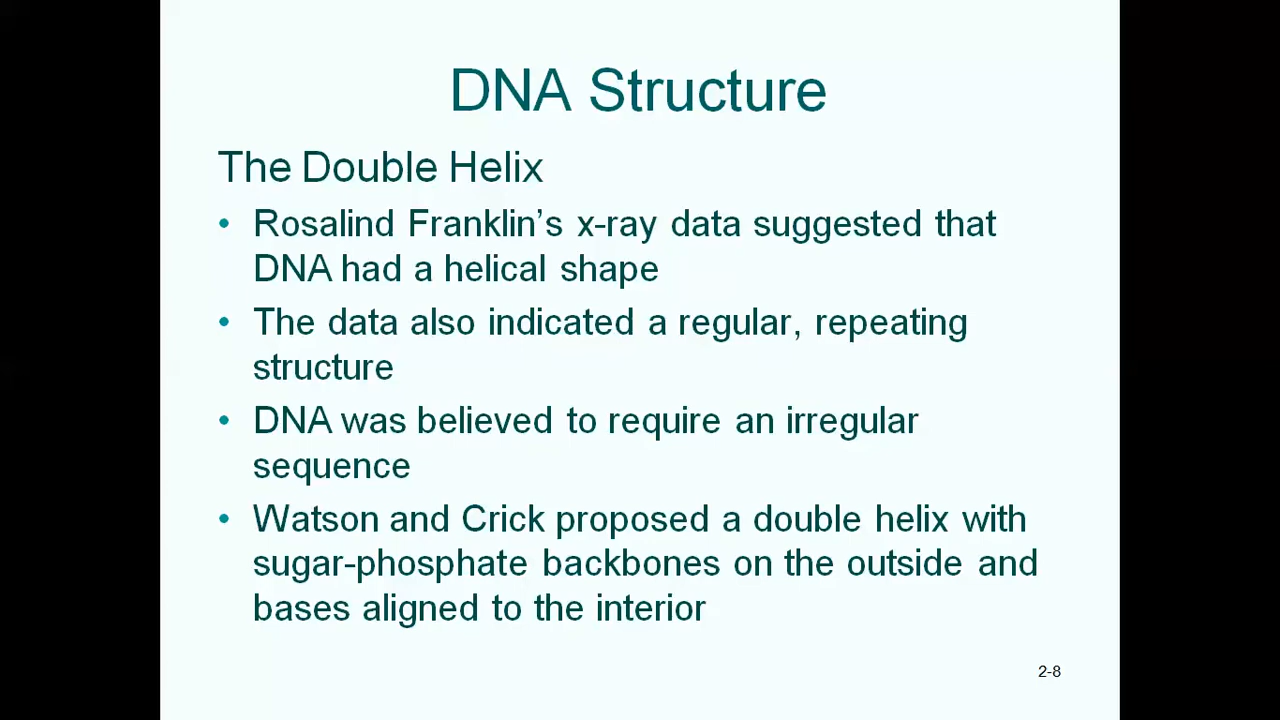 DNA Structure
The Double Helix
• Rosalind Franklin’s x-ray data suggested that
DNA had a helical shape
• The data also indicated a regular, repeating
structure
• DNA was believed to require an irregular
sequence
• Watson and Crick proposed a double helix with
sugar-phosphate backbones on the outside and
bases aligned to the interior
2-8